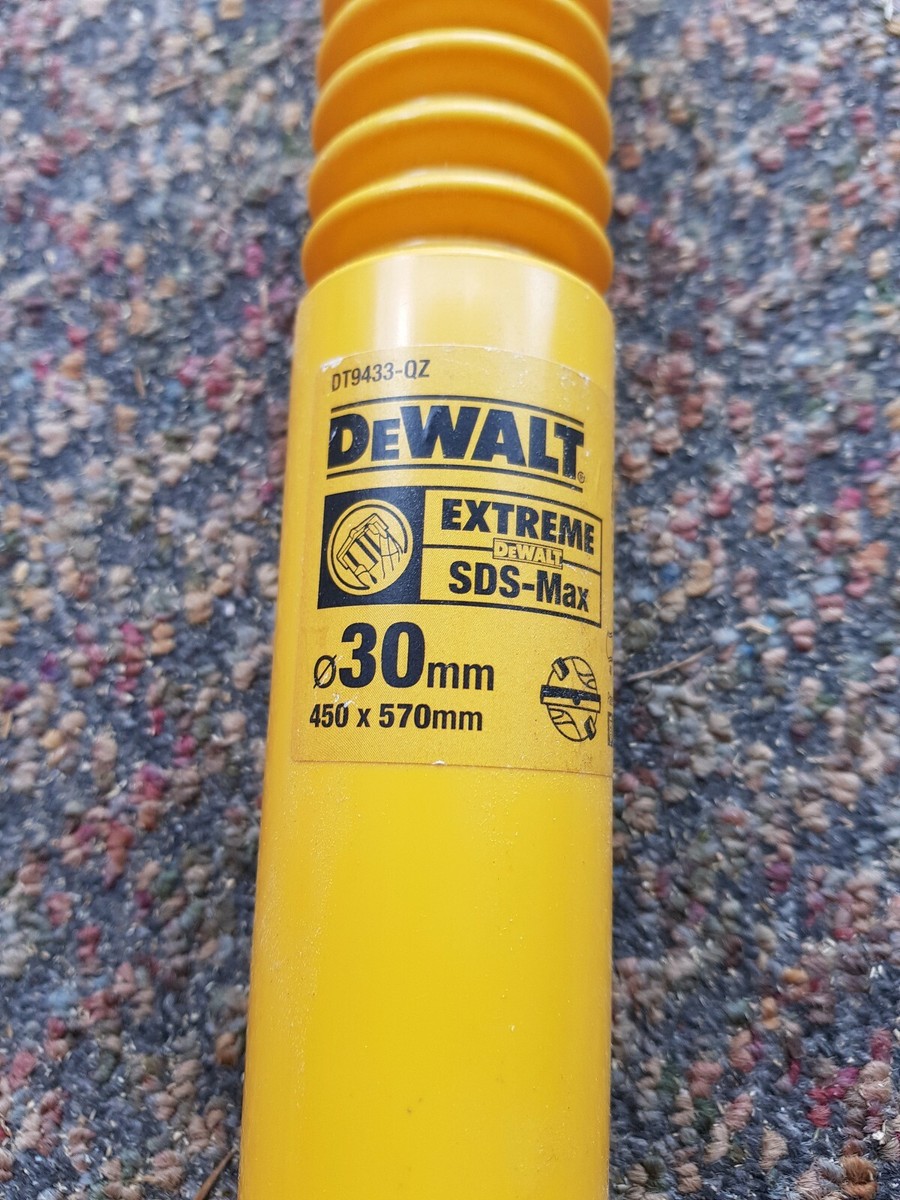 DT9433-QZ
DEWALT®
EXTREME
DEWALT
SDS-Max
ø30mm
450 x 570mm